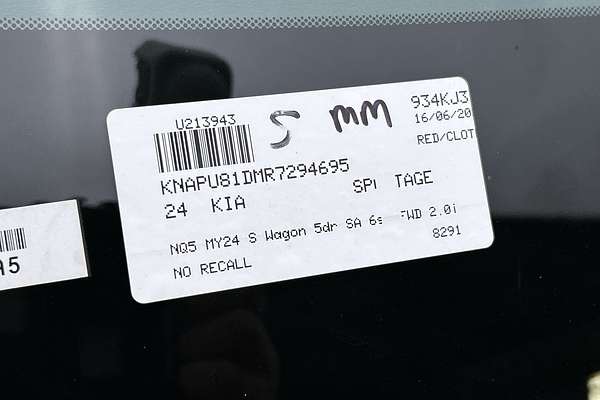 U213943
S MM
934KJ3
16/06/20
RED/CLOT
KNAPU81DMR7294695
24 KIA SPI TAGE
NQ5 MY24 S Wagon 5dr SA 6s FWD 2.0i
8291
NO RECALL
A5